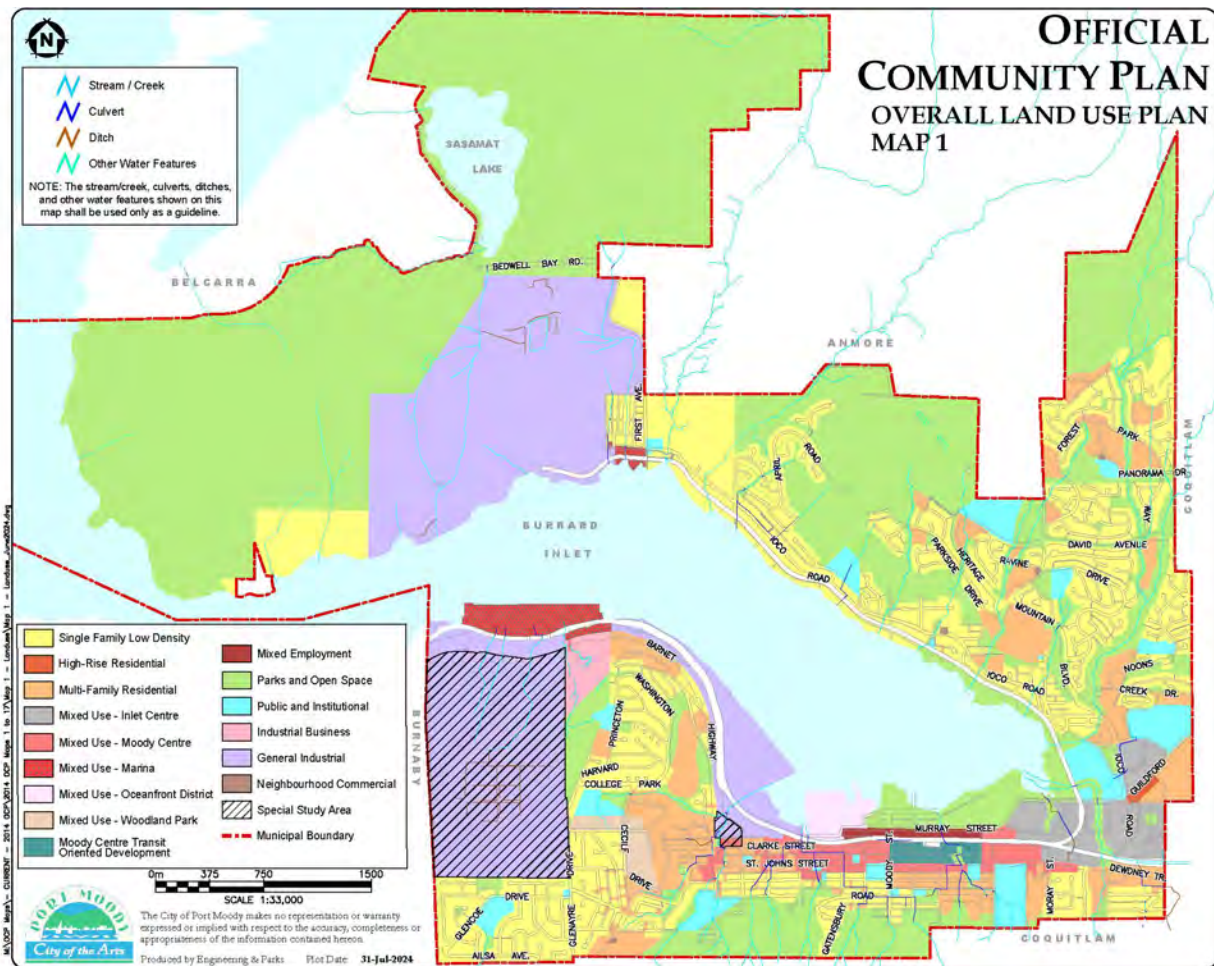 OFFICIAL
COMMUNITY PLAN
OVERALL LAND USE PLAN
MAP 1
N
Stream / Creek
Culvert
Ditch
Other Water Features
NOTE: The stream/creek, culverts, ditches,
and other water features shown on this
map shall be used only as a guideline.
SASAMAT
LAKE
BELCARRA
BEDWELL BAY RD.
ANMORE
FIRST AVE.
APRIL
ROAD
FOREST
PARK
PANORAMA DR.
WAY
COQUITLAM
BURRARD
INLET
IOCO
ROAD
PARKSIDE
HERITAGE
DRIVE
RAVINE
DRIVE
DAVID AVENUE
MOUNTAIN
BLVD.
IOCO ROAD
NOONS
CREEK DR.
Single Family Low Density
High-Rise Residential
Multi-Family Residential
Mixed Use - Inlet Centre
Mixed Use - Moody Centre
Mixed Use - Marina
Mixed Use - Oceanfront District
Mixed Use - Woodland Park
Moody Centre Transit
Oriented Development
Mixed Employment
Parks and Open Space
Public and Institutional
Industrial Business
General Industrial
Neighbourhood Commercial
Special Study Area
Municipal Boundary
BURNABY
BARNET
HIGHWAY
WASHINGTON
PRINCETON
HARVARD
COLLEGE PARK
CECILE
DRIVE
GLENAYRE
DRIVE
GLENCOE
DRIVE
AILSA AVE.
CLARKE STREET
ST. JOHNS STREET
MURRAY STREET
MOODY ST.
GATENSBURY
ROAD
MORAY ST.
IOCO
ROAD
GUILDFORD
DEWDNEY TR.
COQUITLAM
0m 375 750 1500
SCALE 1:33,000
PORT MOODY
City of the Arts
The City of Port Moody makes no representation or warranty
expressed or implied with respect to the accuracy, completeness or
appropriateness of the information contained hereon.
Produced by Engineering & Parks Plot Date 31-Jul-2024